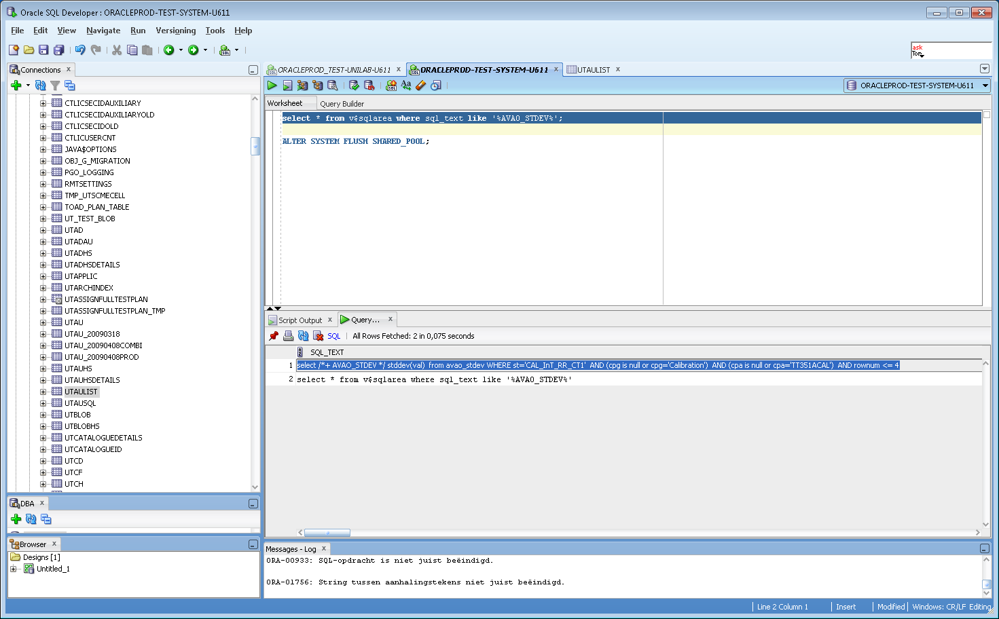 Oracle SQL Developer : ORACLEPROD-TEST-SYSTEM-U611
File Edit View Navigate Run Versioning Tools Help
ask
Tom
Connections x
CTLICSECIDAUXILIARY
CTLICSECIDAUXILIARYOLD
CTLICSECIDOLD
CTLICUSERCNT
JAVA$OPTIONS
OBJ_G_MIGRATION
PGO_LOGGING
RMTSETTINGS
TMP_UTSCMECELL
TOAD_PLAN_TABLE
UT_TEST_BLOB
UTAD
UTADAU
UTADHS
UTADHSDETAILS
UTAPPLIC
UTARCHINDEX
UTASSIGNFULLTESTPLAN
UTASSIGNFULLTESTPLAN_TMP
UTAU
UTAU_20090318
UTAU_20090408COMBI
UTAU_20090408PROD
UTAUHS
UTAUHSDETAILS
UTAULIST
UTAUSQL
UTBLOB
UTBLOBHS
UTCATALOGUEDETAILS
UTCATALOGUEID
UTCD
UTCF
UTCH
DBA x
Browser x
Designs [1]
Untitled_1
ORACLEPROD_TEST-UNILAB-U611 x ORACLEPROD-TEST-SYSTEM-U611 x UTAULIST x
ORACLEPROD-TEST-SYSTEM-U611
Worksheet Query Builder
select * from v$sqlarea where sql_text like '%AVAO_STDEV%';
ALTER SYSTEM FLUSH SHARED_POOL;
Script Output x Query... x
SQL All Rows Fetched: 2 in 0,075 seconds
SQL_TEXT
1 select /*+ AVAO_STDEV */ stddev(val) from avao_stdev WHERE st='CAL_InT_RR_CT1' AND (cpg is null or cpg='Calibration') AND (cpa is null or cpa='TT351ACAL') AND rownum <= 4
2 select * from v$sqlarea where sql_text like '%AVAO_STDEV%'
Messages - Log x
ORA-00933: SQL-opdracht is niet juist beëindigd.
ORA-01756: String tussen aanhalingstekens niet juist beëindigd.
Line 2 Column 1 Insert Modified Windows: CR/LF Editing